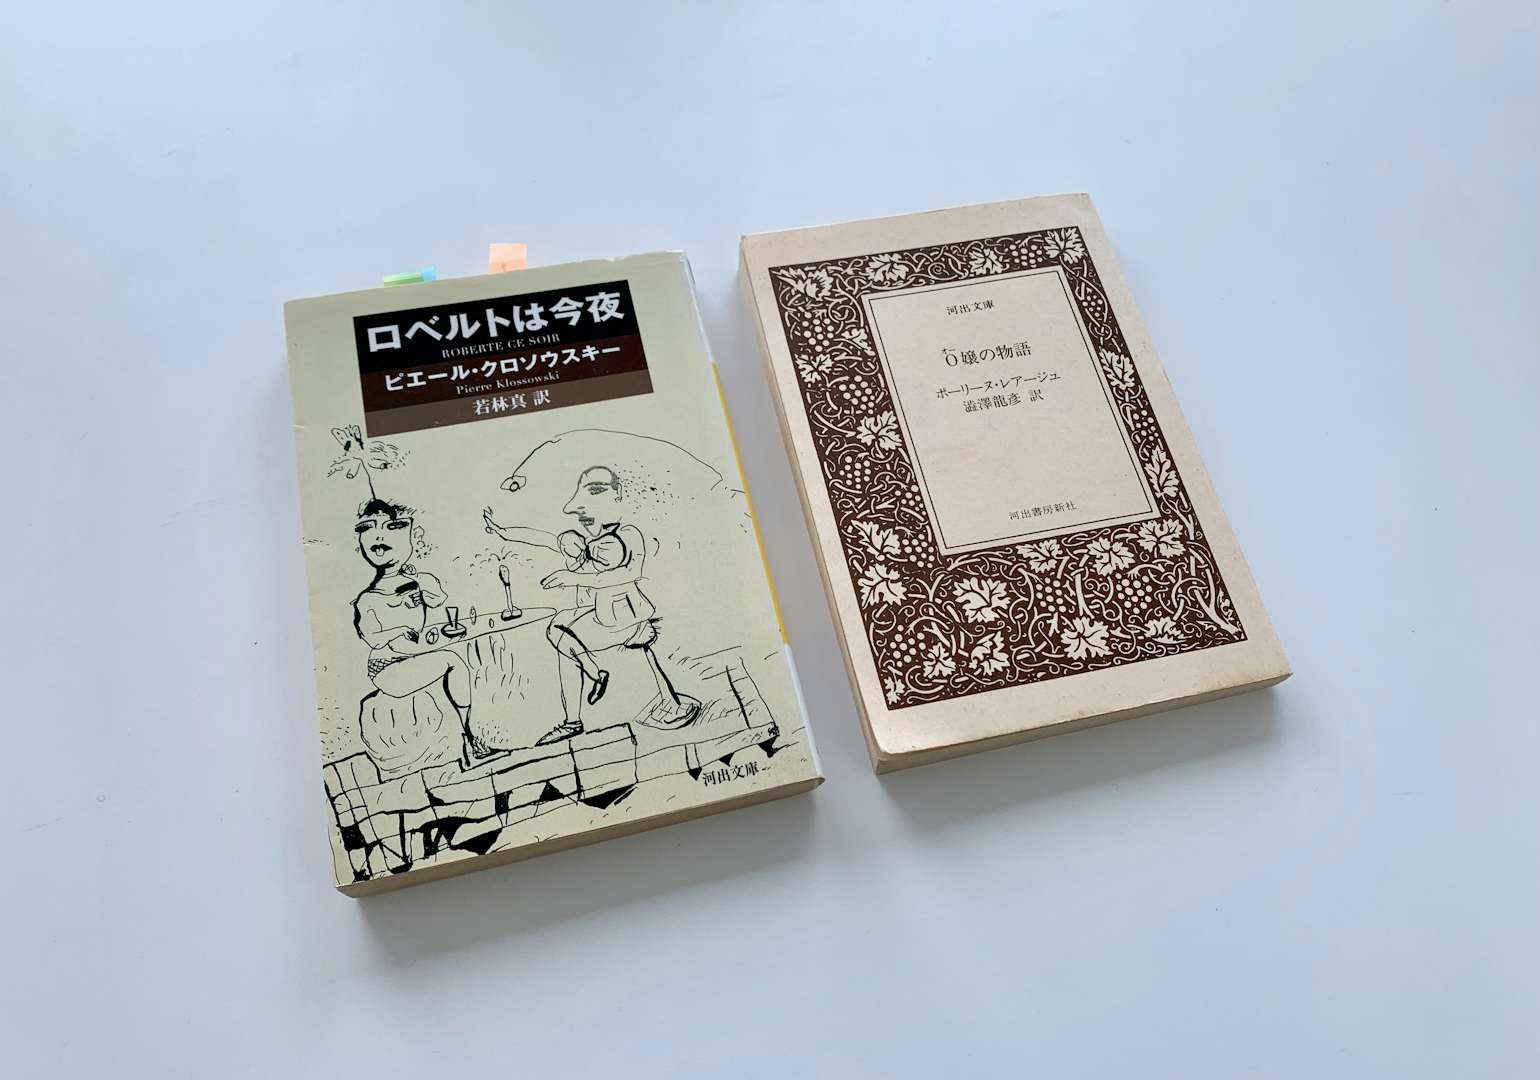 ロベルトは今夜
ROBERTE CE SOIR
ピエール・クロソウスキー
Pierre Klossowski
若林真 訳
河出文庫
河出文庫
オー
O嬢の物語
ポーリーヌ・レアージュ
澁澤龍彦 訳
河出書房新社